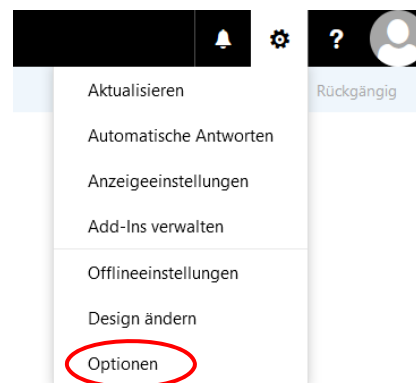 ?
Aktualisieren
Rückgängig
Automatische Antworten
Anzeigeeinstellungen
Add-Ins verwalten
Offlineeinstellungen
Design ändern
Optionen